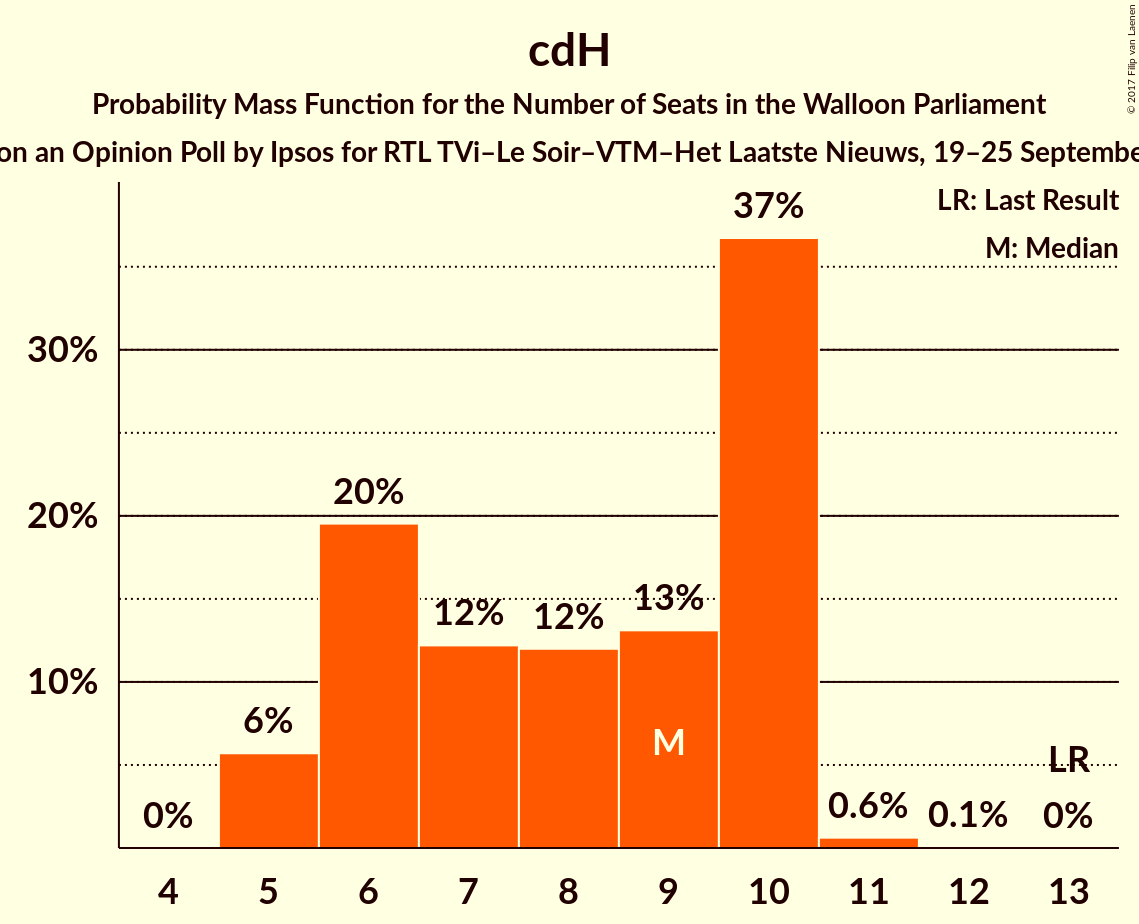 cdH
Probability Mass Function for the Number of Seats in the Walloon Parliament
on an Opinion Poll by Ipsos for RTL TVi–Le Soir–VTM–Het Laatste Nieuws, 19–25
© 2017 Filip van Laenen
LR: Last Result
M: Median
37%
30%
20%
20%
13%
12%
12%
10%
6%
M
LR
0%
0.6%
0.1%
0%
4 5 6 7 8 9 10 11 12 13